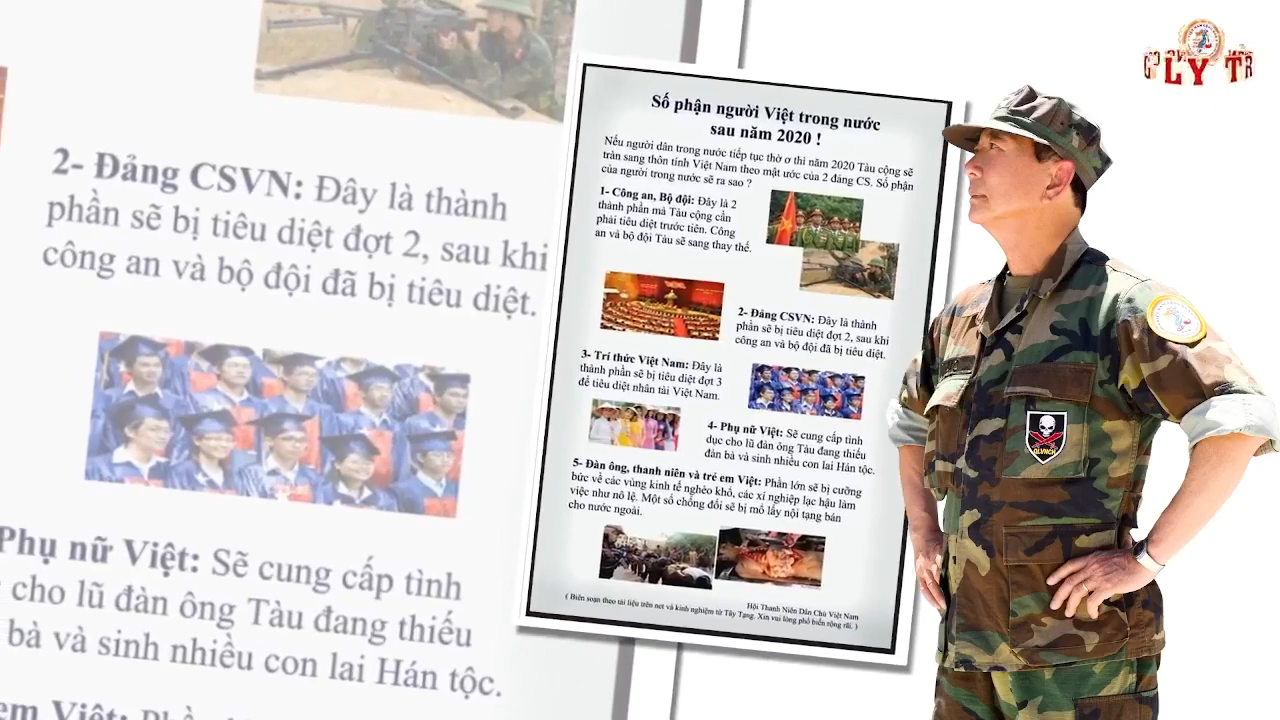 2- Đảng CSVN: Đây là thành
phần sẽ bị tiêu diệt đợt 2, sau khi
công an và bộ đội đã bị tiêu diệt.
Phụ nữ Việt: Sẽ cung cấp tình
cho lũ đàn ông Tàu đang thiếu
bà và sinh nhiều con lai Hán tộc.
em Việt:
Số phận người Việt trong nước
sau năm 2020 !
Nếu người dân trong nước tiếp tục thờ ơ thì năm 2020 Tàu cộng sẽ
tràn sang thôn tính Việt Nam theo mật ước của 2 đảng CS. Số phận
của người trong nước sẽ ra sao ?
1- Công an, Bộ đội: Đây là 2
thành phần mà Tàu cộng cần
phải tiêu diệt trước tiên. Công
an và bộ đội Tàu sẽ sang thay thế.
2- Đảng CSVN: Đây là thành
phần sẽ bị tiêu diệt đợt 2, sau khi
công an và bộ đội đã bị tiêu diệt.
3- Trí thức Việt Nam: Đây là
thành phần sẽ bị tiêu diệt đợt 3
để tiêu diệt nhân tài Việt Nam.
4- Phụ nữ Việt: Sẽ cung cấp tình
dục cho lũ đàn ông Tàu đang thiếu
đàn bà và sinh nhiều con lai Hán tộc.
5- Đàn ông, thanh niên và trẻ em Việt: Phần lớn sẽ bị cưỡng
bức về các vùng kinh tế nghèo khổ, các xí nghiệp lạc hậu làm
việc như nô lệ. Một số chống đối sẽ bị mổ lấy nội tạng bán
cho nước ngoài.
Hội Thanh Niên Dân Chủ Việt Nam
( Biên soạn theo tài liệu trên net và kinh nghiệm từ Tây Tạng. Xin vui lòng phổ biến rộng rãi. )
QLVNCH
LY T